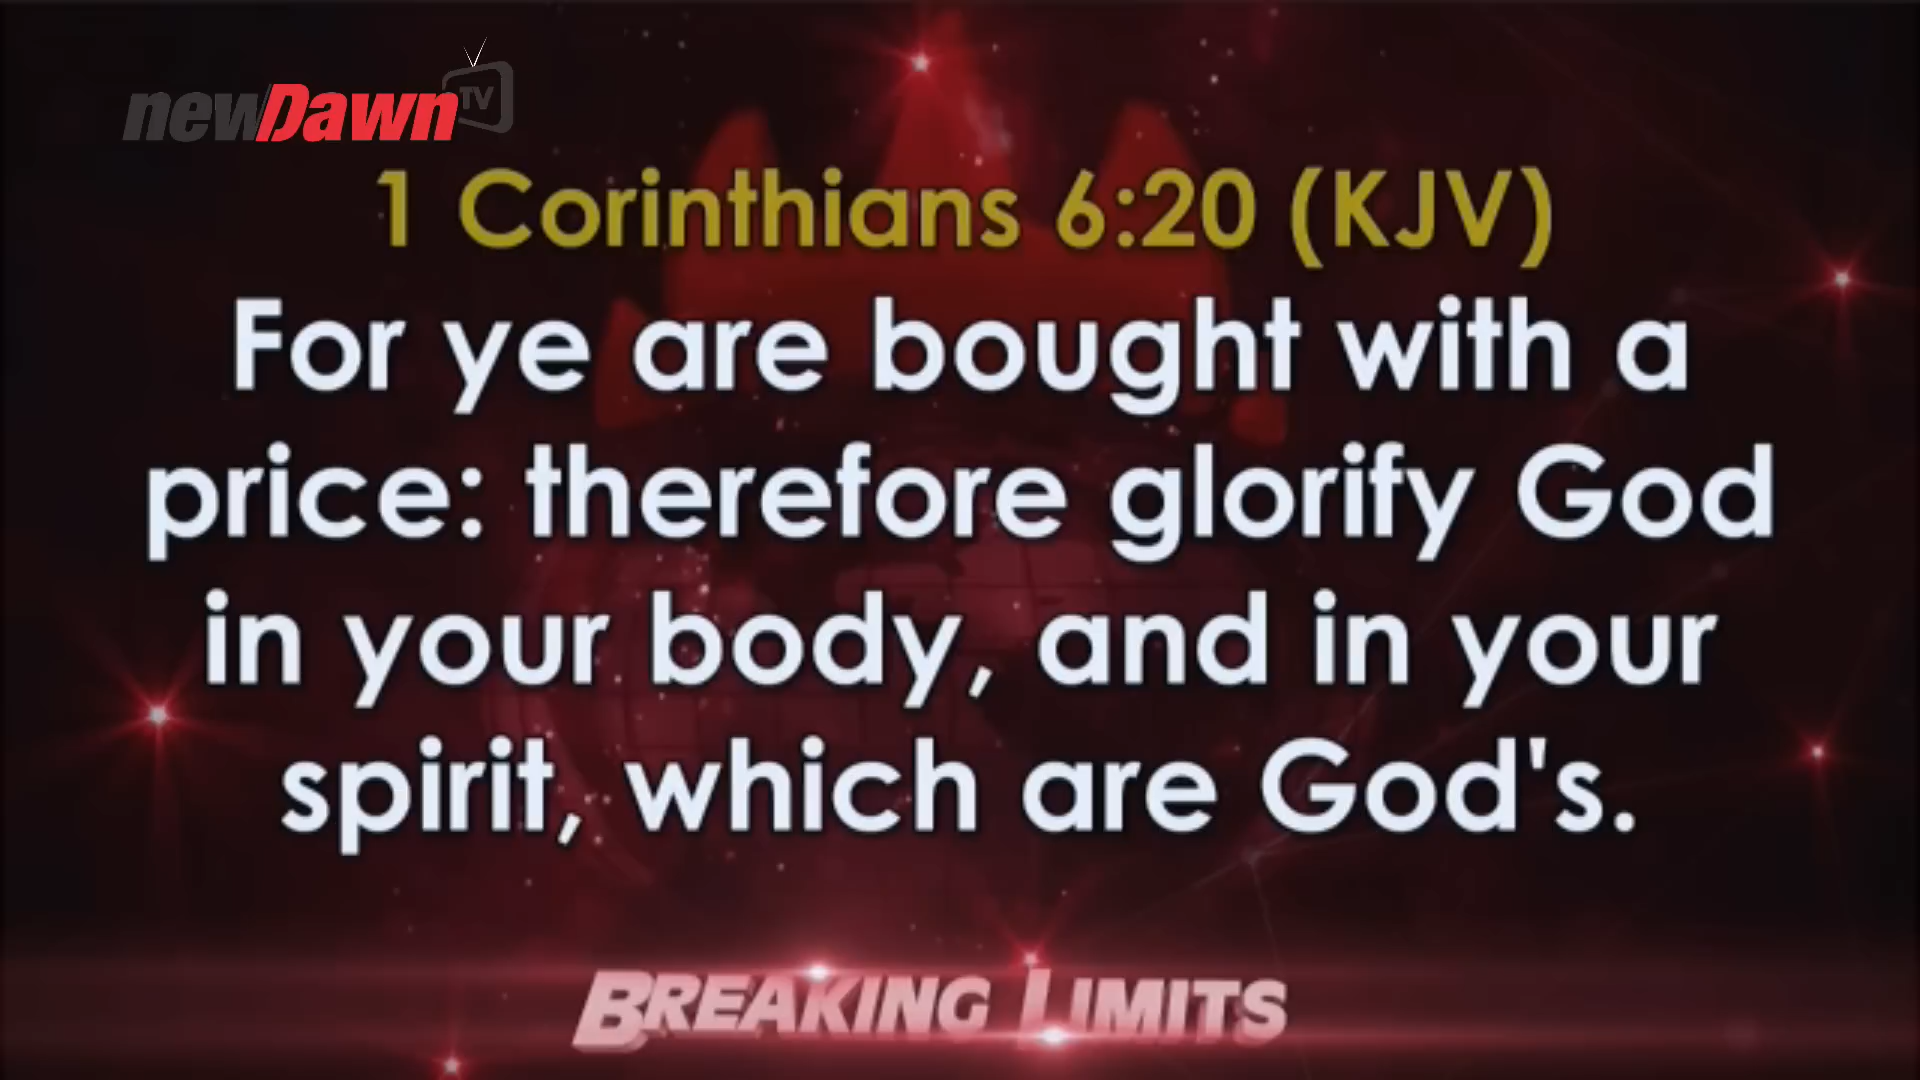 newDawn TV
1 Corinthians 6:20 (KJV)
For ye are bought with a
price: therefore glorify God
in your body, and in your
spirit, which are God's.
BREAKING LIMITS